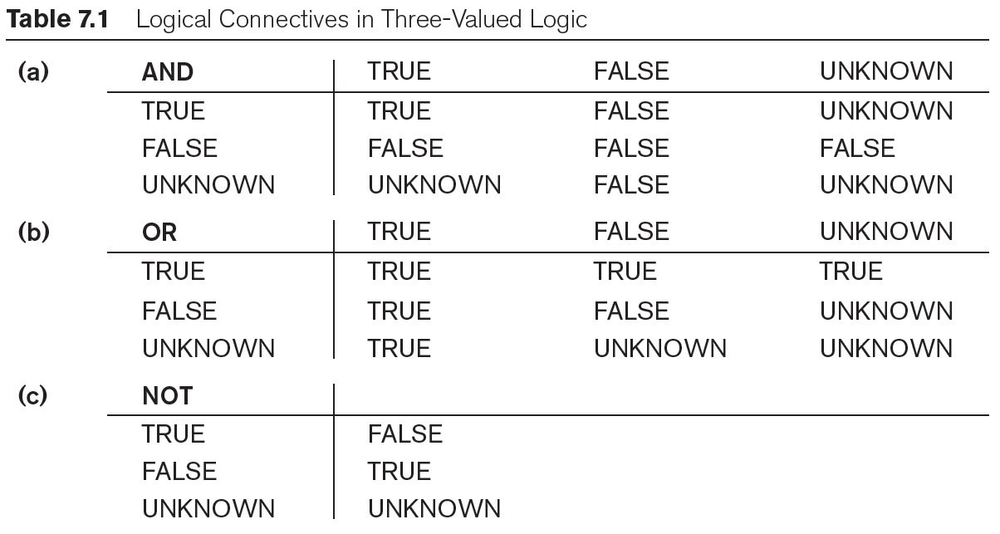 Table 7.1 Logical Connectives in Three-Valued Logic
(a) AND TRUE FALSE UNKNOWN
TRUE TRUE FALSE UNKNOWN
FALSE FALSE FALSE FALSE
UNKNOWN UNKNOWN FALSE UNKNOWN
(b) OR TRUE FALSE UNKNOWN
TRUE TRUE TRUE TRUE
FALSE TRUE FALSE UNKNOWN
UNKNOWN TRUE UNKNOWN UNKNOWN
(c) NOT
TRUE FALSE
FALSE TRUE
UNKNOWN UNKNOWN